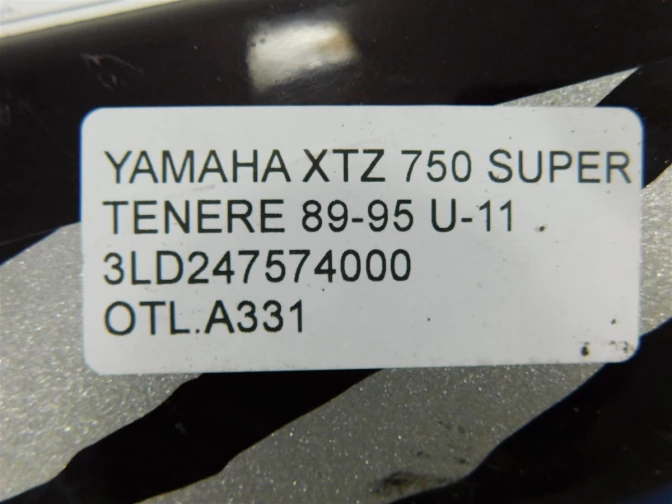 YAMAHA XTZ 750 SUPER
TENERE 89-95 U-11
3LD247574000
OTL.A331